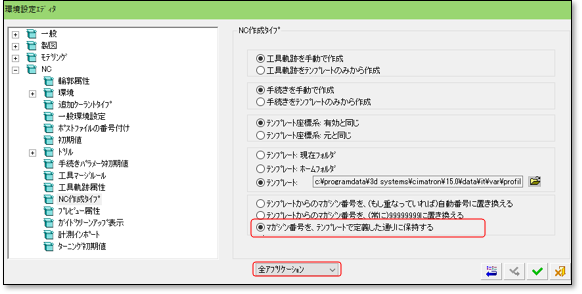 環境設定エディタ
一般
製図
モデリング
NC
輪郭属性
環境
追加クーラントタイプ
一般環境設定
ポストファイルの番号付け
初期値
ドリル
手続きパラメータ初期値
工具マージルール
工具軌跡属性
NC作成タイプ
プレビュー属性
ガイドクリーンアップ表示
計測インポート
ターニング初期値
NC作成タイプ
工具軌跡を手動で作成
工具軌跡をテンプレートのみから作成
手続きを手動で作成
手続きをテンプレートのみから作成
テンプレート座標系: 有効と同じ
テンプレート座標系: 元と同じ
テンプレート: 現在フォルダ
テンプレート: ホームフォルダ
テンプレート: c:¥programdata¥3d systems¥cimatron¥15.0¥data¥it¥var¥profil
テンプレートからのマガジン番号を、(もし重なっていれば)自動番号に置き換える
テンプレートからのマガジン番号を、(常に)99999999に置き換える
マガジン番号を、テンプレートで定義した通りに保持する
全アプリケーション